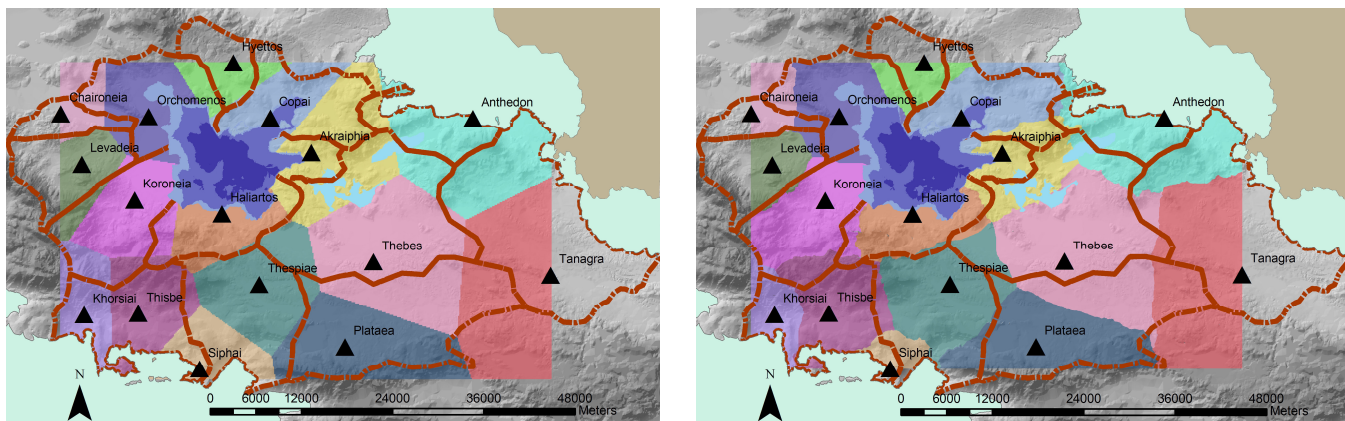 Hyettos
Chaironeia
Orchomenos
Copai
Anthedon
Akraiphia
Levadeia
Koroneia
Haliartos
Thebes
Thespiae
Tanagra
Khorsiai
Thisbe
Plataea
Siphai
N
0 6000 12000 24000 36000 48000
Meters
Hyettos
Chaironeia
Orchomenos
Copai
Anthedon
Akraiphia
Levadeia
Koroneia
Haliartos
Thebes
Thespiae
Tanagra
Khorsiai
Thisbe
Plataea
Siphai
N
0 6000 12000 24000 36000 48000
Meters